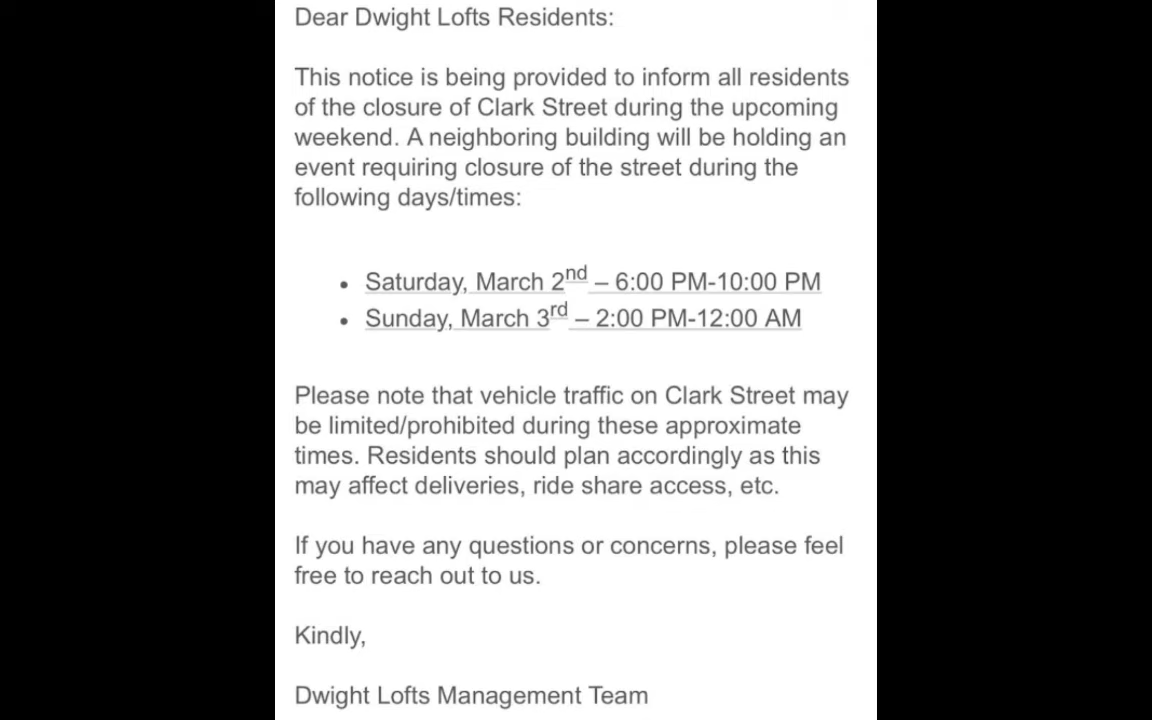 Dear Dwight Lofts Residents:
This notice is being provided to inform all residents
of the closure of Clark Street during the upcoming
weekend. A neighboring building will be holding an
event requiring closure of the street during the
following days/times:
• Saturday, March 2nd – 6:00 PM-10:00 PM
• Sunday, March 3rd – 2:00 PM-12:00 AM
Please note that vehicle traffic on Clark Street may
be limited/prohibited during these approximate
times. Residents should plan accordingly as this
may affect deliveries, ride share access, etc.
If you have any questions or concerns, please feel
free to reach out to us.
Kindly,
Dwight Lofts Management Team